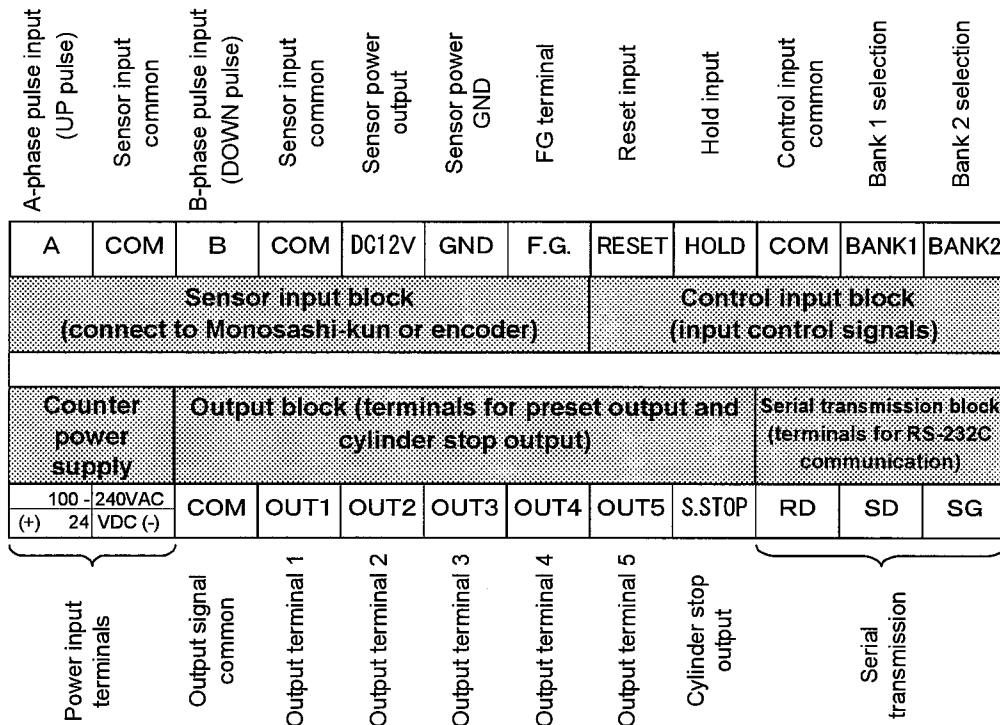 A-phase pulse input
(UP pulse)
Sensor input
common
B-phase pulse input
(DOWN pulse)
Sensor input
common
Sensor power
output
Sensor power
GND
FG terminal
Reset input
Hold input
Control input
common
Bank 1 selection
Bank 2 selection
A COM B COM DC12V GND F.G. RESET HOLD COM BANK1 BANK2
Sensor input block
(connect to Monosashi-kun or encoder)
Control input block
(input control signals)
Counter
power
supply
Output block (terminals for preset output and
cylinder stop output)
Serial transmission block
(terminals for RS-232C
communication)
100 - 240VAC
(+) 24 VDC (-)
COM OUT1 OUT2 OUT3 OUT4 OUT5 S.STOP RD SD SG
Power input
terminals
Output signal
common
Output terminal 1
Output terminal 2
Output terminal 3
Output terminal 4
Output terminal 5
Cylinder stop
output
Serial
transmission